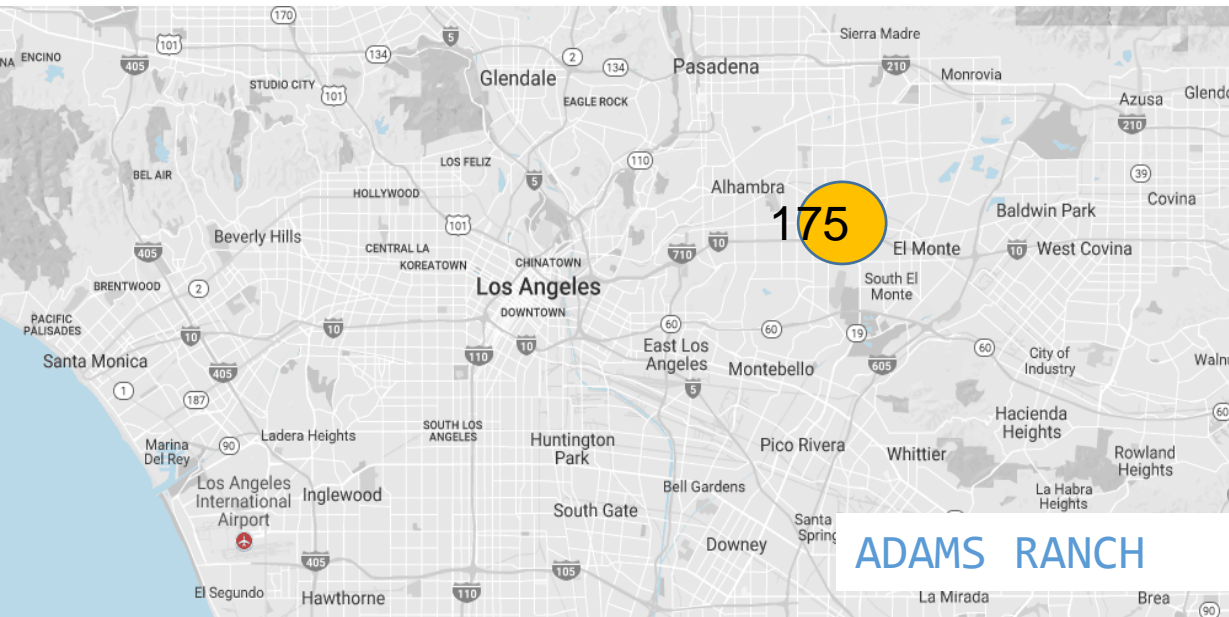 170
Sierra Madre
101
5
134
2
134
Pasadena
210
Monrovia
NA ENCINO
405
STUDIO CITY
101
Glendale
EAGLE ROCK
Azusa
210
BEL AIR
LOS FELIZ
5
110
39
HOLLYWOOD
Alhambra
175
Covina
Baldwin Park
101
Beverly Hills
405
CENTRAL LA
KOREATOWN
CHINATOWN
710
10
El Monte
10
West Covina
BRENTWOOD
2
Los Angeles
DOWNTOWN
South El
Monte
PACIFIC
PALISADES
10
10
110
10
60
60
19
60
East Los
Angeles
Montebello
605
City of
Industry
Santa Monica
405
1
187
5
60
Hacienda
Heights
SOUTH LOS
ANGELES
Marina
Del Rey
90
Ladera Heights
Huntington
Park
Pico Rivera
Whittier
Rowland
Heights
Los Angeles
International
Airport
Inglewood
South Gate
Bell Gardens
La Habra
Heights
Santa
Downey
ADAMS RANCH
405
105
El Segundo
Hawthorne
110
La Mirada
Brea
90